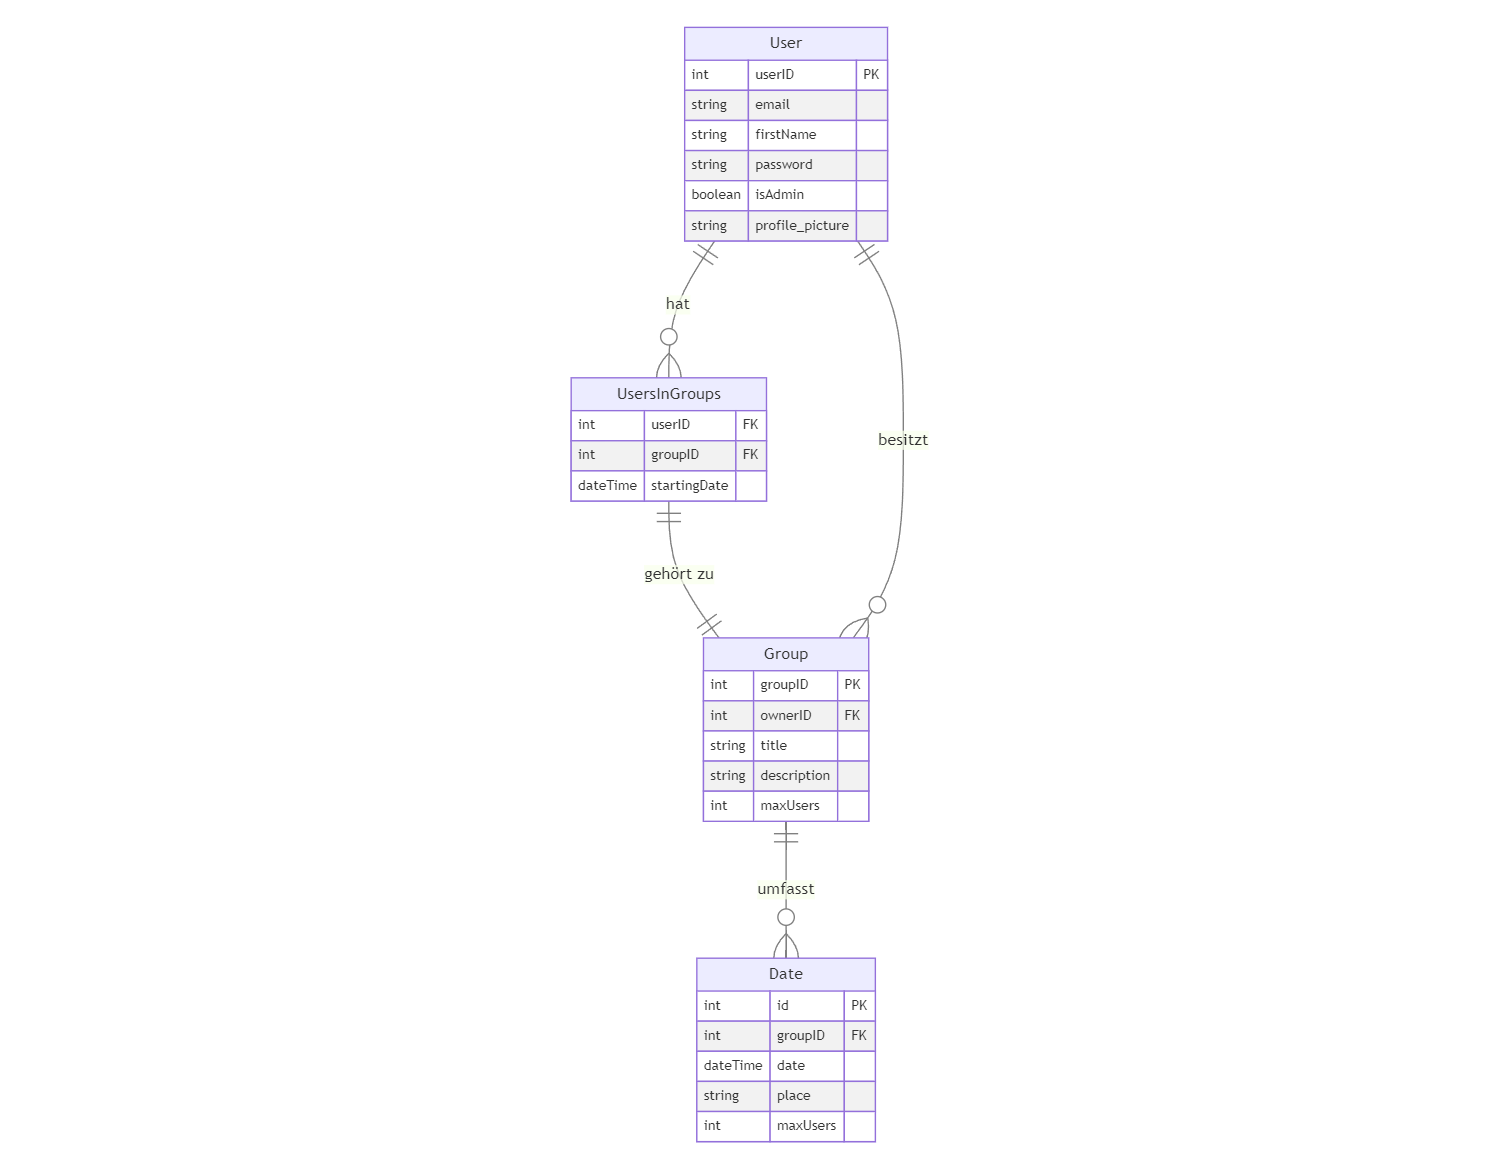 User
int userID PK
string email
string firstName
string password
boolean isAdmin
string profile_picture
hat
UsersInGroups
int userID FK
int groupID FK
dateTime startingDate
besitzt
gehört zu
Group
int groupID PK
int ownerID FK
string title
string description
int maxUsers
umfasst
Date
int id PK
int groupID FK
dateTime date
string place
int maxUsers